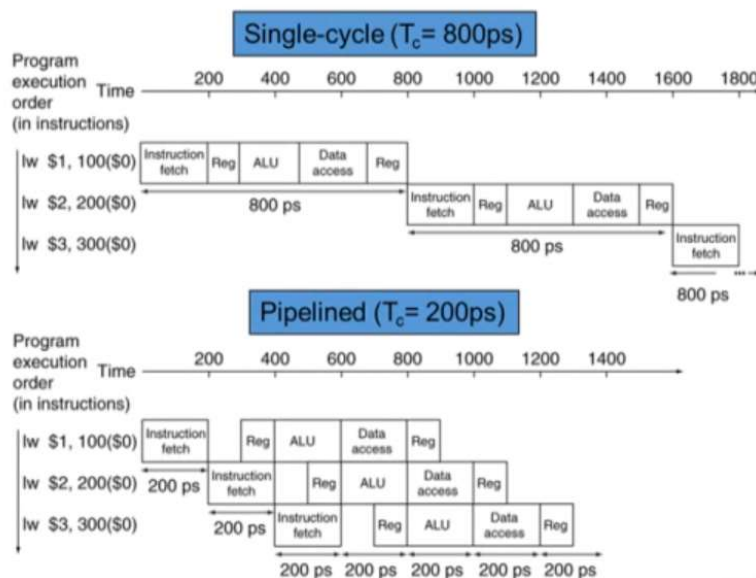 Single-cycle (Tc= 800ps)
Program
execution
order
(in instructions)
Time
200 400 600 800 1000 1200 1400 1600 1800
lw $1, 100($0)
Instruction fetch Reg ALU Data access Reg
lw $2, 200($0)
800 ps
Instruction fetch Reg ALU Data access Reg
lw $3, 300($0)
800 ps
Instruction fetch
800 ps
Pipelined (Tc= 200ps)
Program
execution
order
(in instructions)
Time
200 400 600 800 1000 1200 1400
lw $1, 100($0)
Instruction fetch Reg ALU Data access Reg
lw $2, 200($0)
200 ps
Instruction fetch Reg ALU Data access Reg
lw $3, 300($0)
200 ps
Instruction fetch Reg ALU Data access Reg
200 ps 200 ps 200 ps 200 ps 200 ps